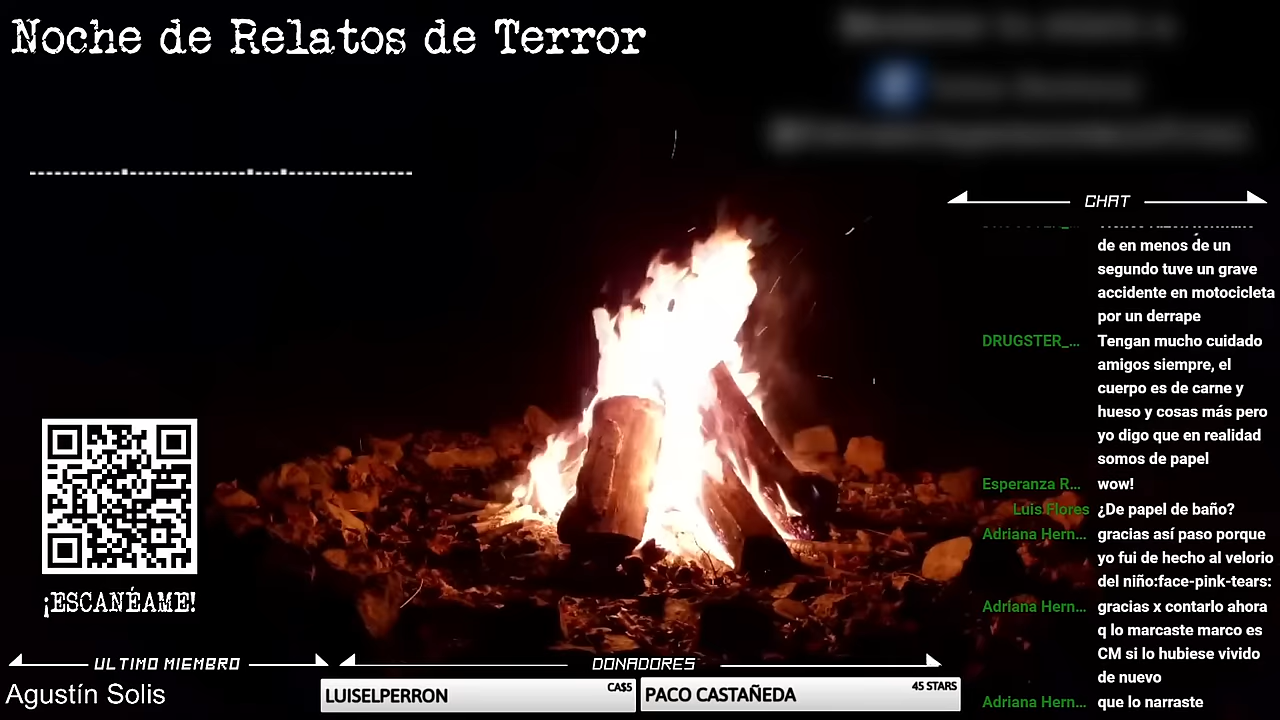 Noche de Relatos de Terror
CHAT
de en menos de un
segundo tuve un grave
accidente en motocicleta
por un derrape
DRUGSTER_... Tengan mucho cuidado
amigos siempre, el
cuerpo es de carne y
hueso y cosas más pero
yo digo que en realidad
somos de papel
Esperanza R... wow!
Luis Flores ¿De papel de baño?
Adriana Hern... gracias así paso porque
yo fui de hecho al velorio
del niño:face-pink-tears:
Adriana Hern... gracias x contarlo ahora
q lo marcaste marco es
CM si lo hubiese vivido
de nuevo
Adriana Hern... que lo narraste
¡ESCANÉAME!
ULTIMO MIEMBRO
Agustín Solis
DONADORES
LUISELPERRON CA$5
PACO CASTAÑEDA 45 STARS